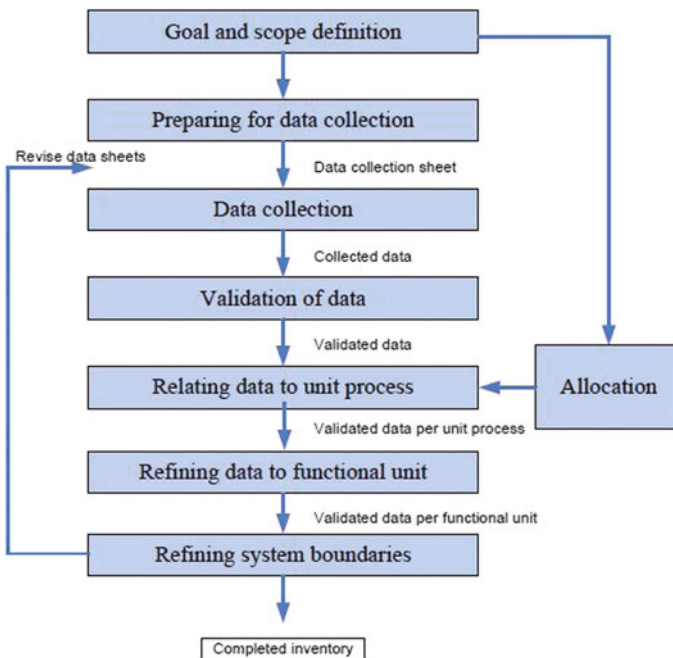 Goal and scope definition
Preparing for data collection
Revise data sheets
Data collection sheet
Data collection
Collected data
Validation of data
Validated data
Relating data to unit process
Allocation
Validated data per unit process
Refining data to functional unit
Validated data per functional unit
Refining system boundaries
Completed inventory